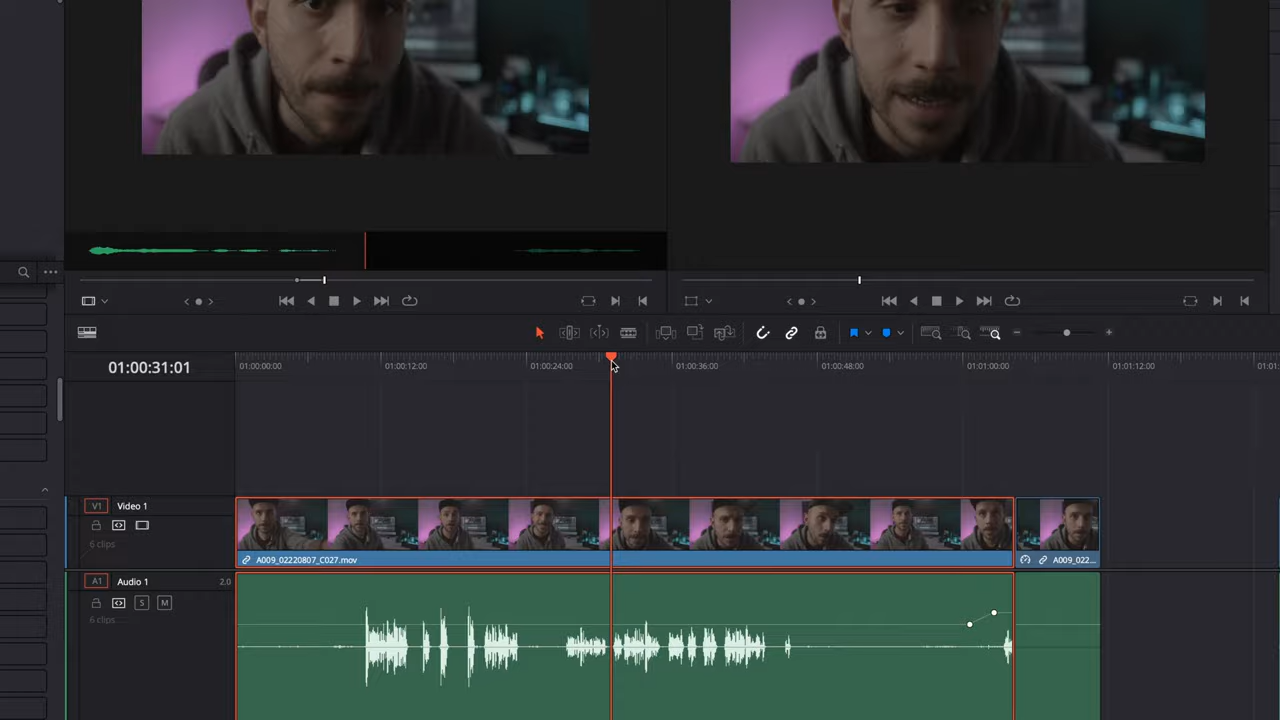 01:00:31:01
01:00:00:00
01:00:12:00
01:00:24:00
01:00:36:00
01:00:48:00
01:01:00:00
01:01:12:00
01:01:
V1 Video 1
6 clips
A009_02220807_C027.mov
A009_022...
A1 Audio 1 2.0
S M
6 clips